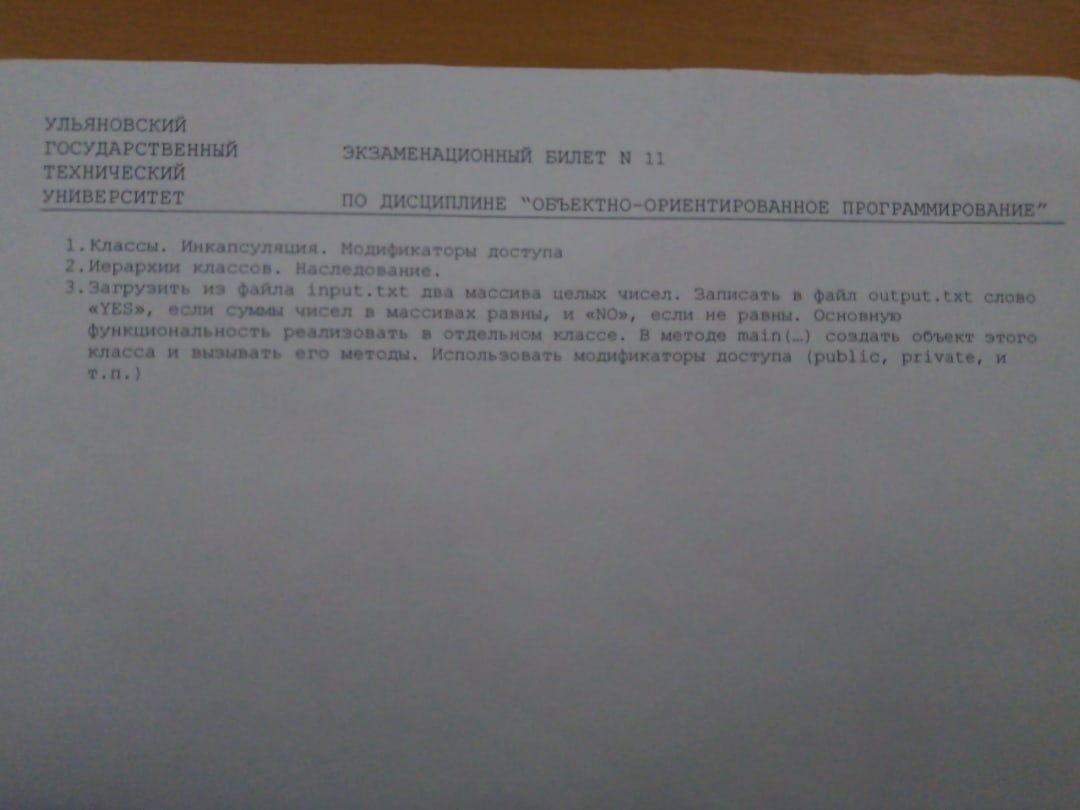 УЛЬЯНОВСКИЙ
ГОСУДАРСТВЕННЫЙ
ТЕХНИЧЕСКИЙ
УНИВЕРСИТЕТ
ЭКЗАМЕНАЦИОННЫЙ БИЛЕТ N 11
ПО ДИСЦИПЛИНЕ “ОБЪЕКТНО-ОРИЕНТИРОВАННОЕ ПРОГРАММИРОВАНИЕ”
1. Классы. Инкапсуляция. Модификаторы доступа
2. Иерархии классов. Наследование.
3. Загрузить из файла input.txt два массива целых чисел. Записать в файл output.txt слово
«YES», если суммы чисел в массивах равны, и «NO», если не равны. Основную
функциональность реализовать в отдельном классе. В методе main(…) создать объект этого
класса и вызывать его методы. Использовать модификаторы доступа (public, private, и
т.п.)